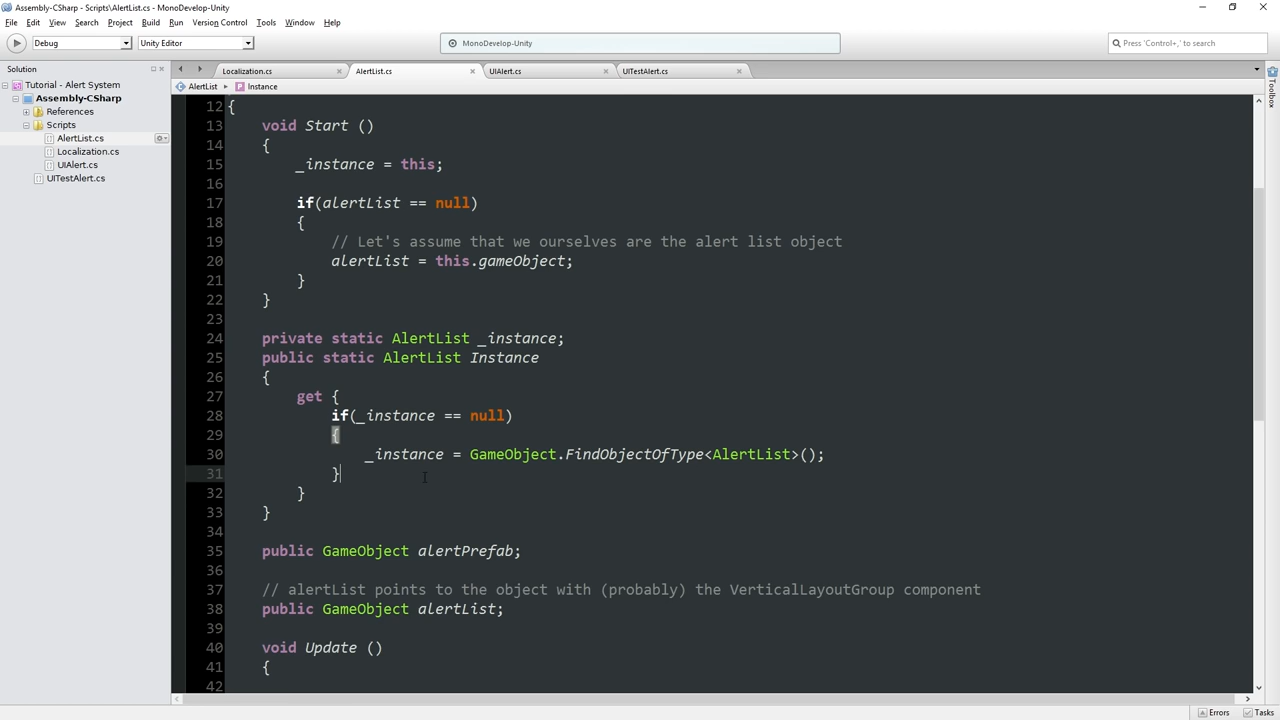 Assembly-CSharp - Scripts\AlertList.cs - MonoDevelop-Unity
File Edit View Search Project Build Run Version Control Tools Window Help
Debug Unity Editor MonoDevelop-Unity Press 'Control+,' to search
Solution
Tutorial - Alert System
Assembly-CSharp
References
Scripts
AlertList.cs
Localization.cs
UIAlert.cs
UITestAlert.cs
Localization.cs AlertList.cs UIAlert.cs UITestAlert.cs
AlertList Instance
12 {
13 void Start ()
14 {
15 _instance = this;
16
17 if(alertList == null)
18 {
19 // Let's assume that we ourselves are the alert list object
20 alertList = this.gameObject;
21 }
22 }
23
24 private static AlertList _instance;
25 public static AlertList Instance
26 {
27 get {
28 if(_instance == null)
29 {
30 _instance = GameObject.FindObjectOfType<AlertList>();
31 }
32 }
33 }
34
35 public GameObject alertPrefab;
36
37 // alertList points to the object with (probably) the VerticalLayoutGroup component
38 public GameObject alertList;
39
40 void Update ()
41 {
42
Toolbox
Errors Tasks